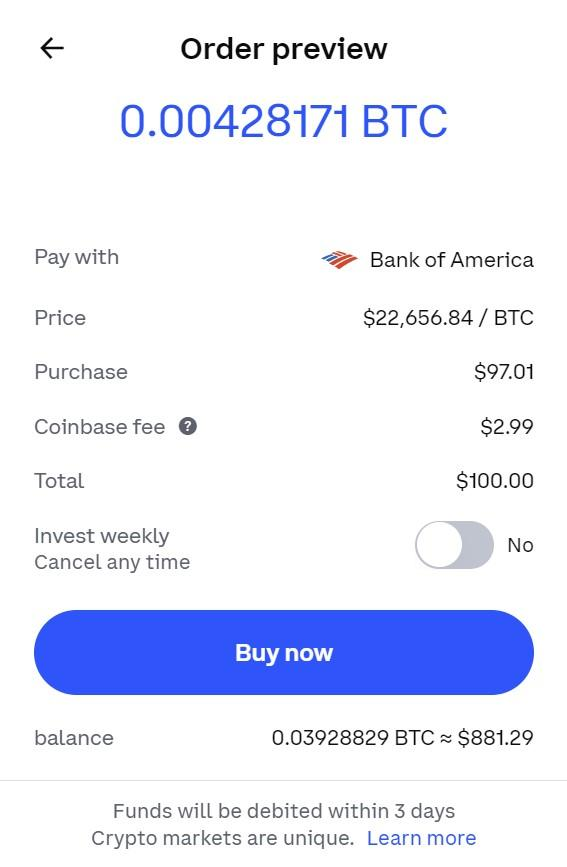 Order preview
0.00428171 BTC
Pay with Bank of America
Price $22,656.84 / BTC
Purchase $97.01
Coinbase fee ? $2.99
Total $100.00
Invest weekly
Cancel any time
No
Buy now
balance 0.03928829 BTC ≈ $881.29
Funds will be debited within 3 days
Crypto markets are unique. Learn more